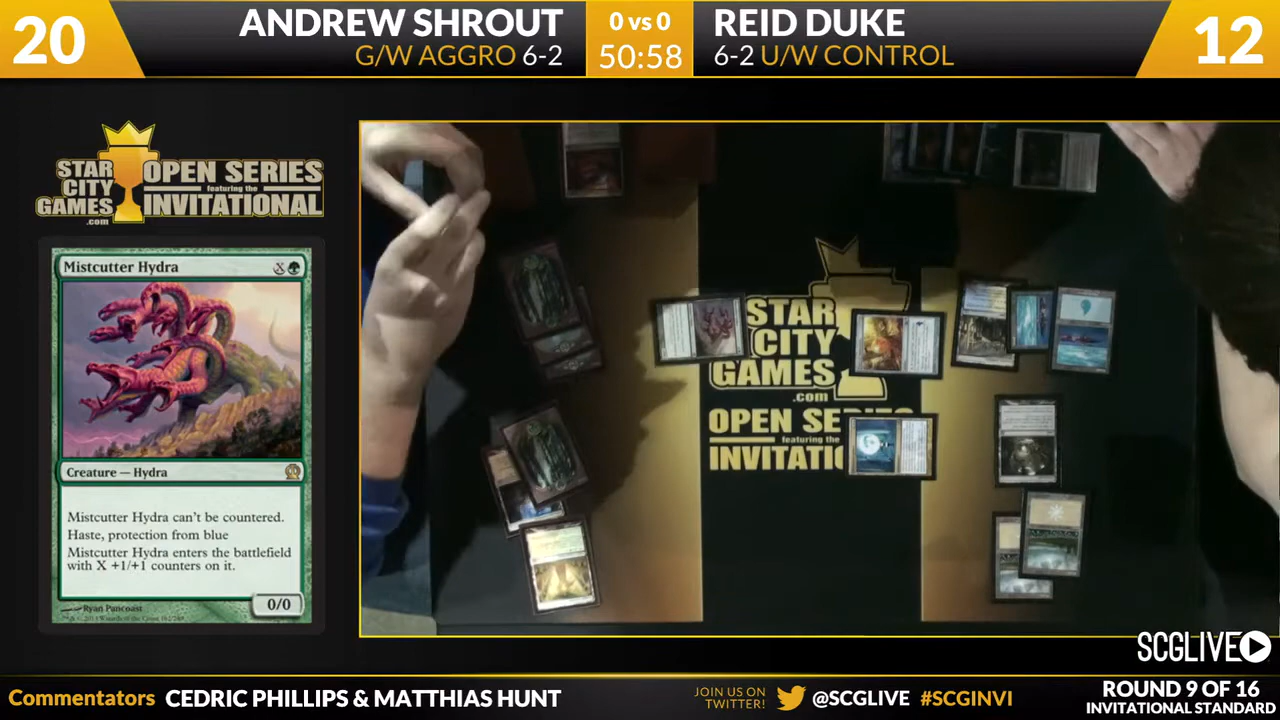 20
ANDREW SHROUT
G/W AGGRO 6-2
0 vs 0
50:58
REID DUKE
6-2 U/W CONTROL
12
STAR CITY GAMES .com
OPEN SERIES
featuring the
INVITATIONAL
Mistcutter Hydra X
Creature — Hydra
Mistcutter Hydra can't be countered.
Haste, protection from blue
Mistcutter Hydra enters the battlefield
with X +1/+1 counters on it.
Ryan Pancoast
0/0
STAR
CITY
GAMES
.com
OPEN SE
featuring the
INVITATI
SCGLIVE
Commentators CEDRIC PHILLIPS & MATTHIAS HUNT
JOIN US ON
TWITTER!
@SCGLIVE #SCGINVI
ROUND 9 OF 16
INVITATIONAL STANDARD